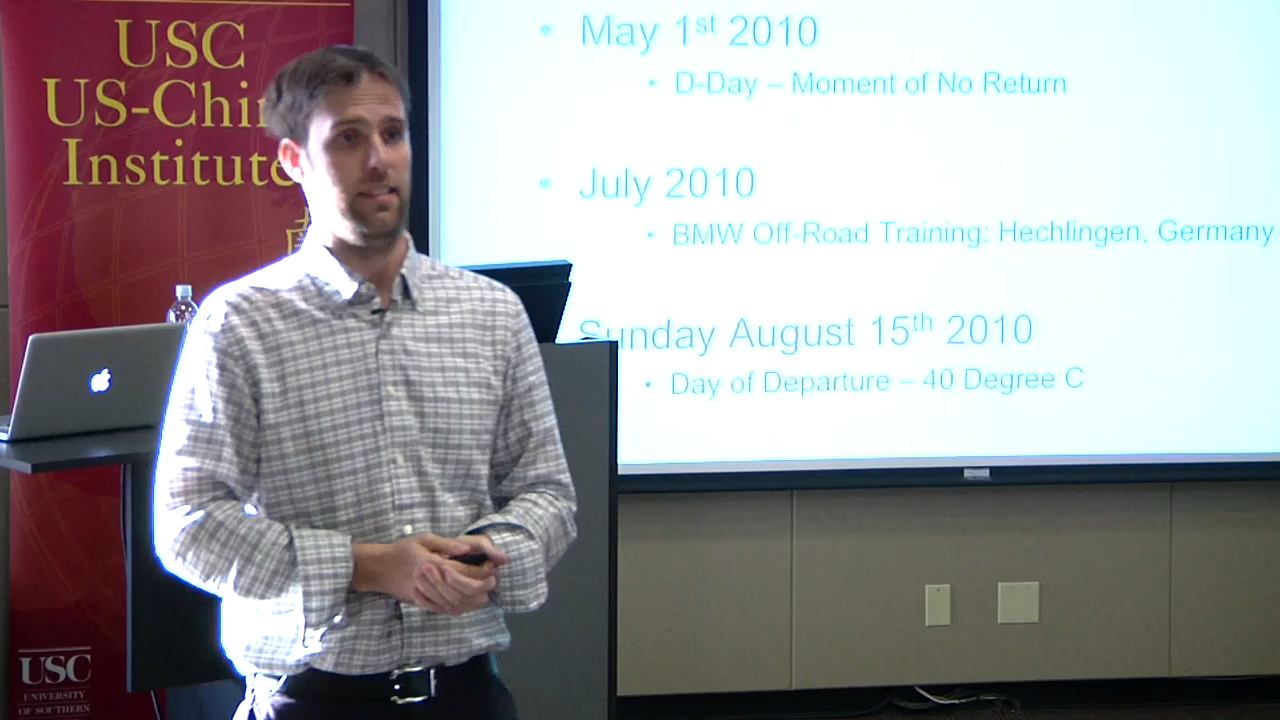 USC
US-Chi
Institute
USC
UNIVERSITY
OF SOUTHERN
• May 1st 2010
• D-Day – Moment of No Return
• July 2010
• BMW Off-Road Training: Hechlingen, Germany
Sunday August 15th 2010
• Day of Departure – 40 Degree C